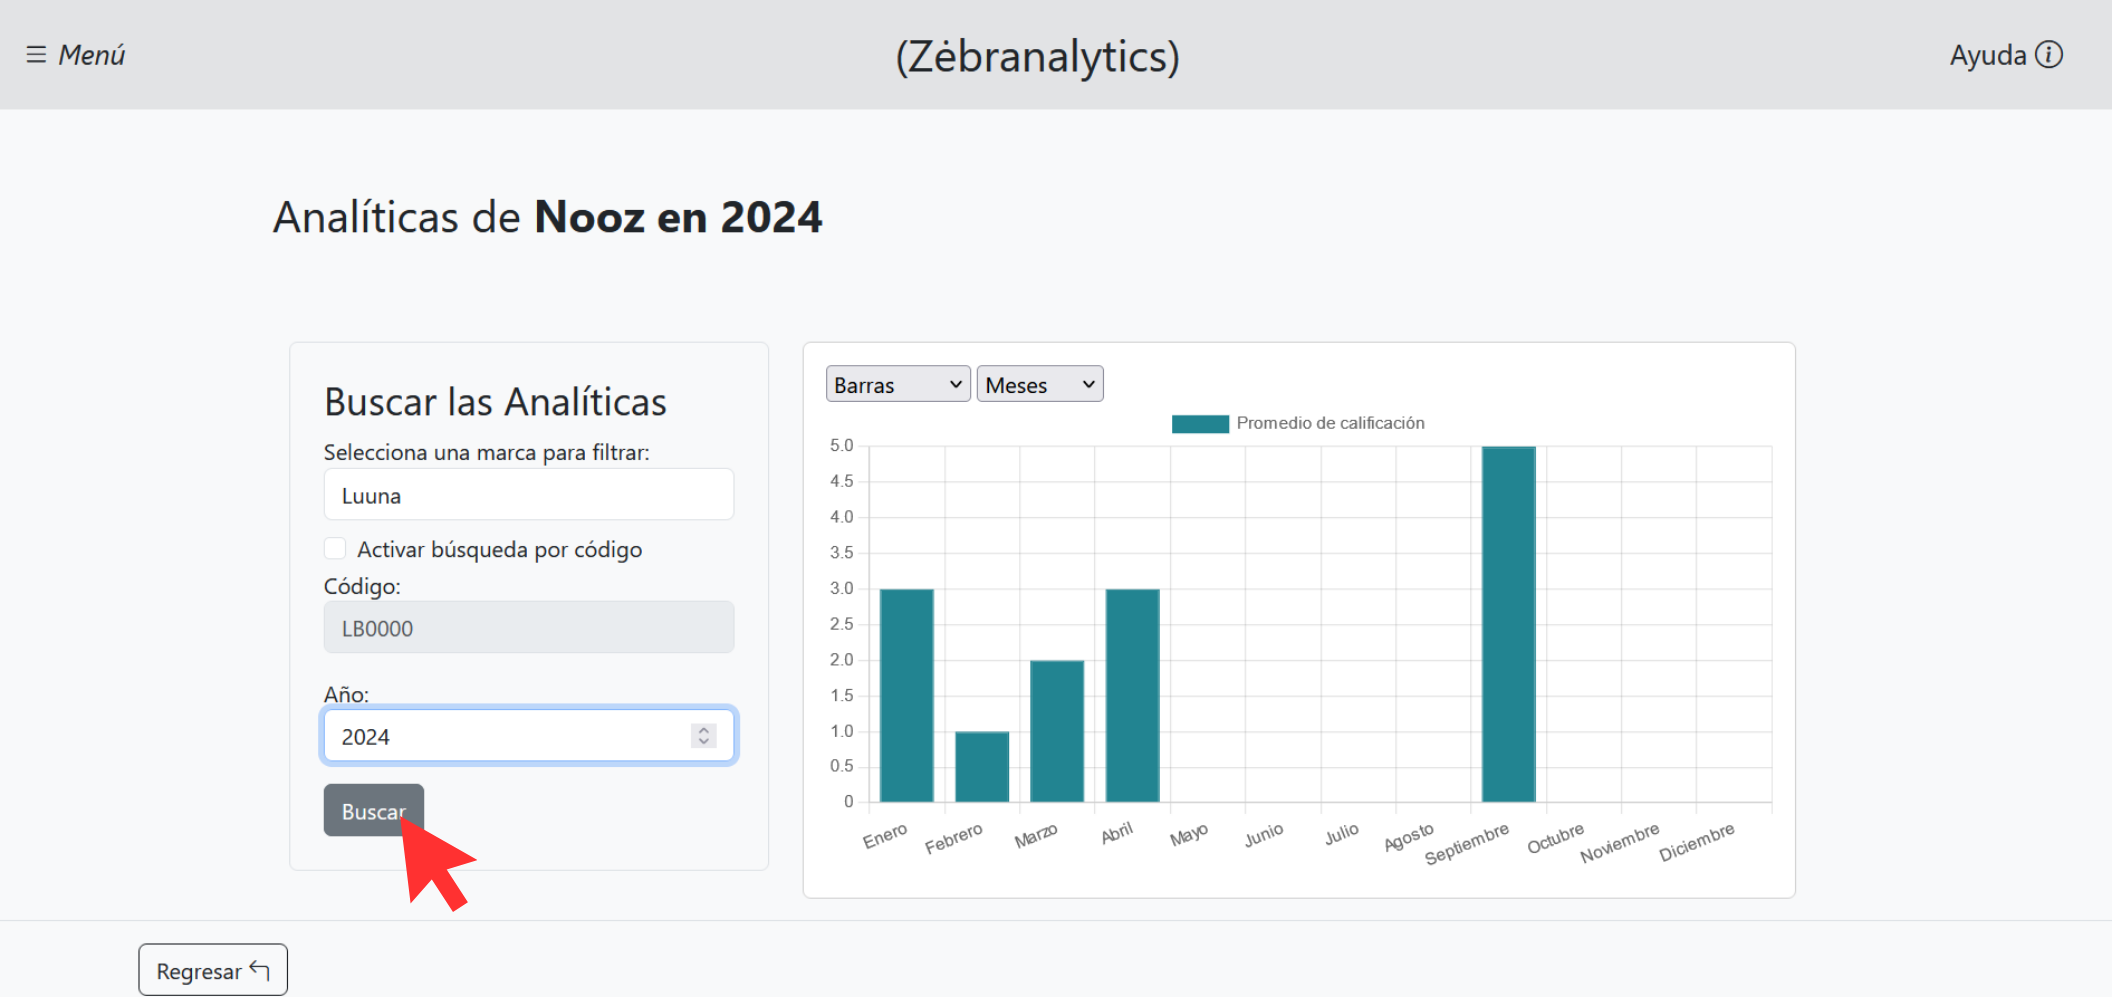 Menú
(Zėbranalytics)
Ayuda
Analíticas de Nooz en 2024
Buscar las Analíticas
Selecciona una marca para filtrar:
Luuna
Activar búsqueda por código
Código:
LB0000
Año:
2024
Buscar
Barras
Meses
Promedio de calificación
5.0
4.5
4.0
3.5
3.0
2.5
2.0
1.5
1.0
0.5
0
Enero
Febrero
Marzo
Abril
Mayo
Junio
Julio
Agosto
Septiembre
Octubre
Noviembre
Diciembre
Regresar